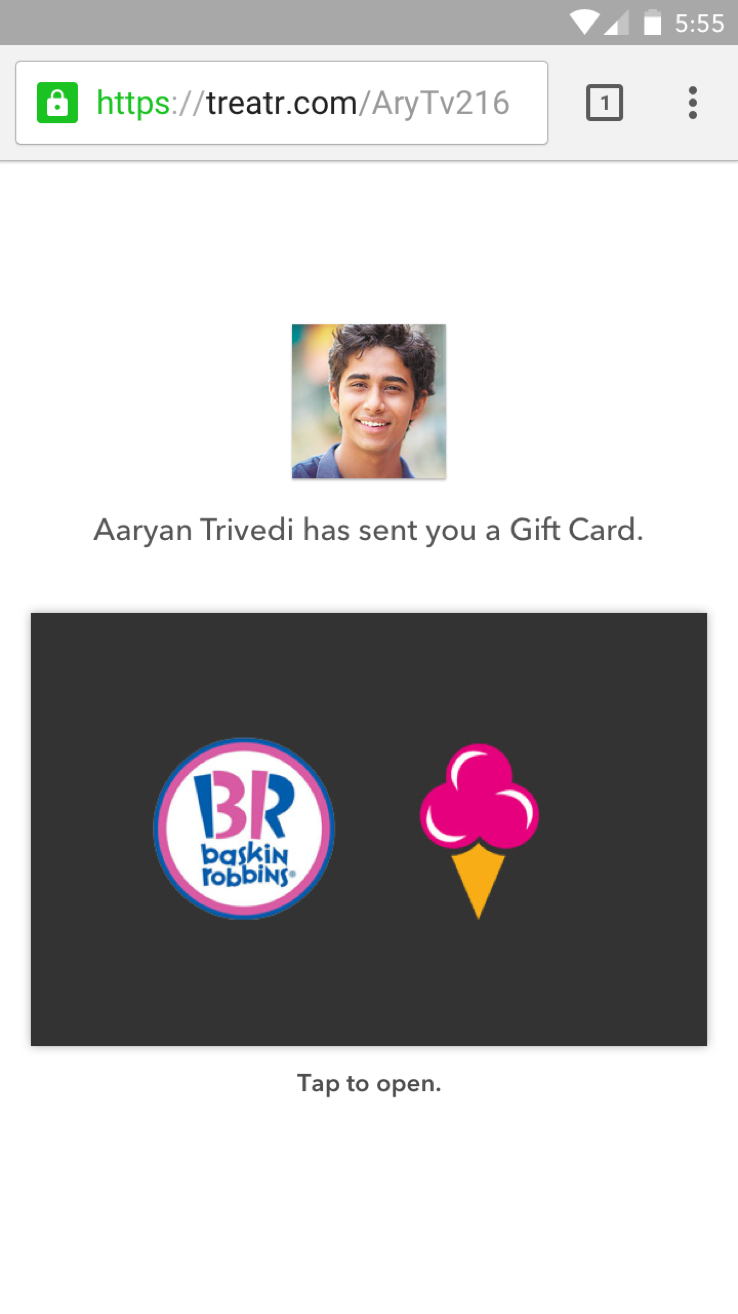 5:55
https://treatr.com/AryTv216
1
Aaryan Trivedi has sent you a Gift Card.
BR
baskin
robbins®
Tap to open.